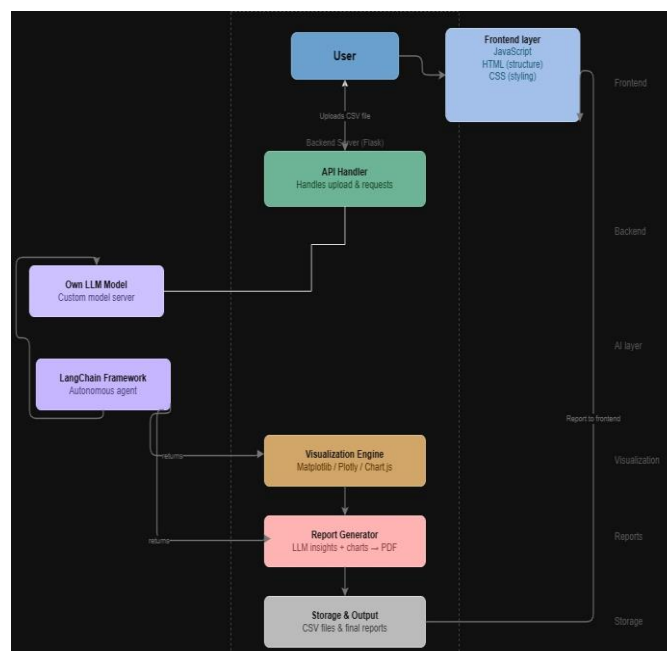 User
Frontend layer
JavaScript
HTML (structure)
CSS (styling)
Frontend
Uploads CSV file
Backend Server (Flask)
API Handler
Handles upload & requests
Backend
Own LLM Model
Custom model server
AI layer
LangChain Framework
Autonomous agent
Report to frontend
Visualization Engine
Matplotlib / Plotly / Chart.js
returns
Visualization
Report Generator
LLM insights + charts → PDF
returns
Reports
Storage & Output
CSV files & final reports
Storage